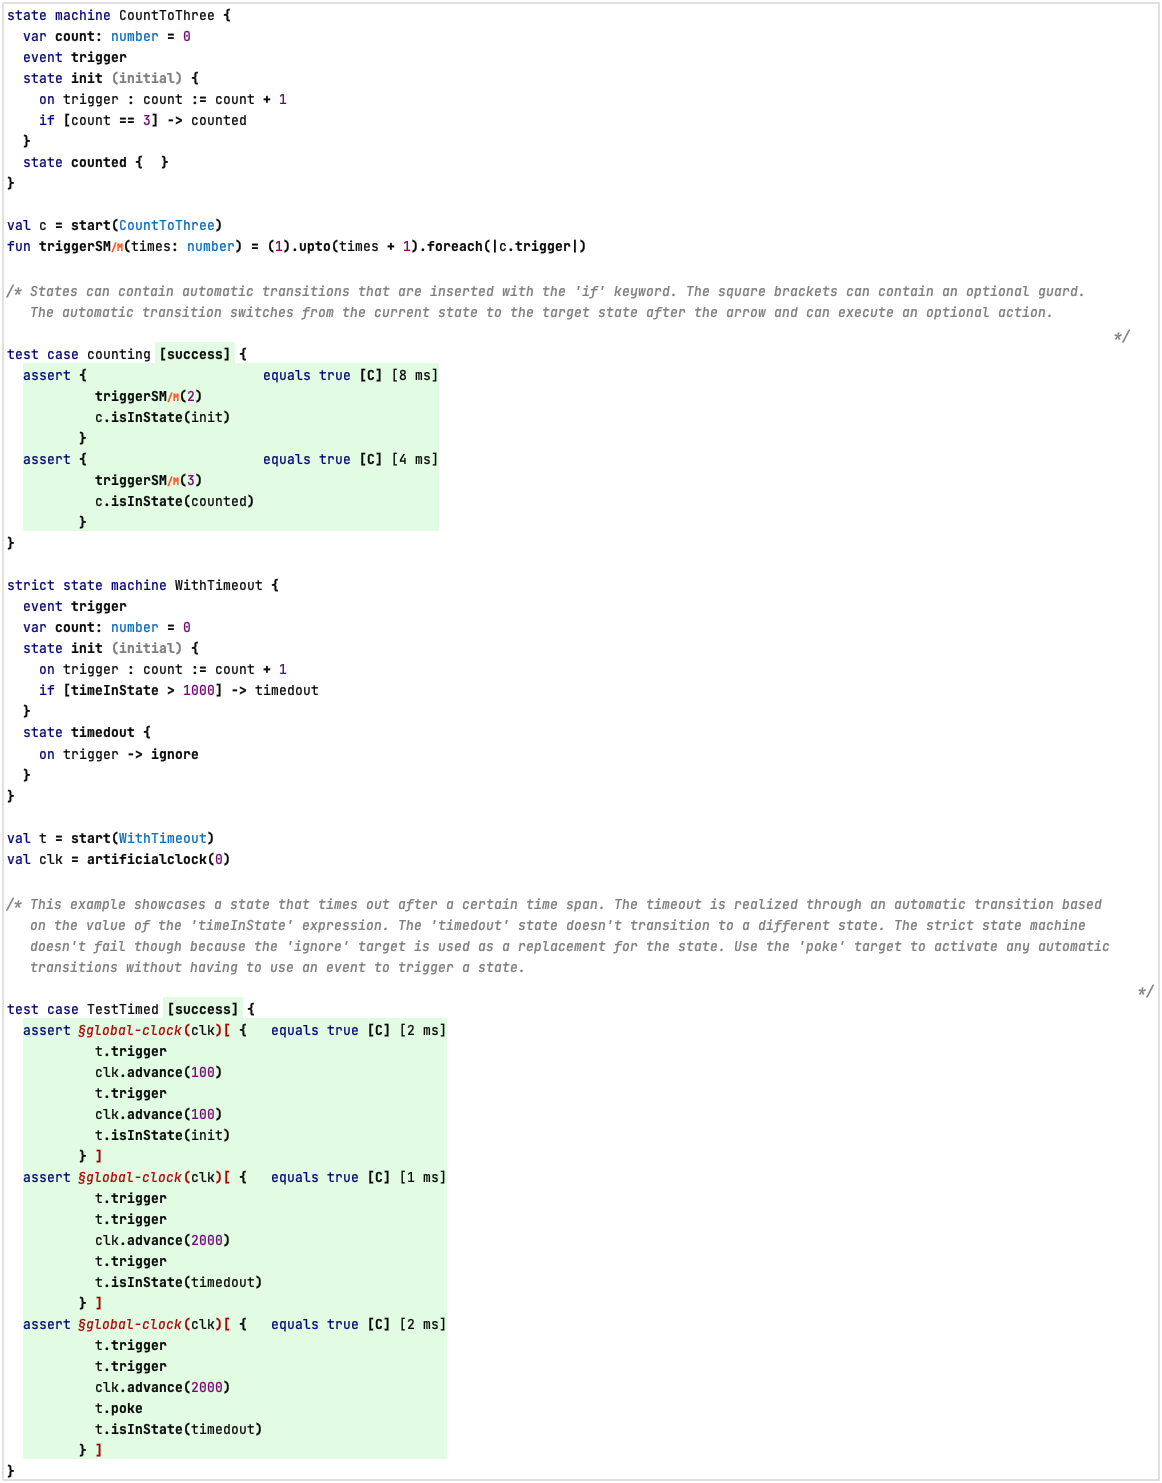 state machine CountToThree {
  var count: number = 0
  event trigger
  state init (initial) {
    on trigger : count := count + 1
    if [count == 3] -> counted
  }
  state counted {  }
}

val c = start(CountToThree)
fun triggerSM/M(times: number) = (1).upto(times + 1).foreach(|c.trigger|)

/* States can contain automatic transitions that are inserted with the 'if' keyword. The square brackets can contain an optional guard.
   The automatic transition switches from the current state to the target state after the arrow and can execute an optional action.
*/
test case counting [success] {
  assert {                      equals true [C] [8 ms]
           triggerSM/M(2)
           c.isInState(init)
         }
  assert {                      equals true [C] [4 ms]
           triggerSM/M(3)
           c.isInState(counted)
         }
}

strict state machine WithTimeout {
  event trigger
  var count: number = 0
  state init (initial) {
    on trigger : count := count + 1
    if [timeInState > 1000] -> timedout
  }
  state timedout {
    on trigger -> ignore
  }
}

val t = start(WithTimeout)
val clk = artificialclock(0)

/* This example showcases a state that times out after a certain time span. The timeout is realized through an automatic transition based
   on the value of the 'timeInState' expression. The 'timedout' state doesn't transition to a different state. The strict state machine
   doesn't fail though because the 'ignore' target is used as a replacement for the state. Use the 'poke' target to activate any automatic
   transitions without having to use an event to trigger a state.
*/
test case TestTimed [success] {
  assert §global-clock(clk)[ {   equals true [C] [2 ms]
           t.trigger
           clk.advance(100)
           t.trigger
           clk.advance(100)
           t.isInState(init)
         } ]
  assert §global-clock(clk)[ {   equals true [C] [1 ms]
           t.trigger
           t.trigger
           clk.advance(2000)
           t.trigger
           t.isInState(timedout)
         } ]
  assert §global-clock(clk)[ {   equals true [C] [2 ms]
           t.trigger
           t.trigger
           clk.advance(2000)
           t.poke
           t.isInState(timedout)
         } ]
}